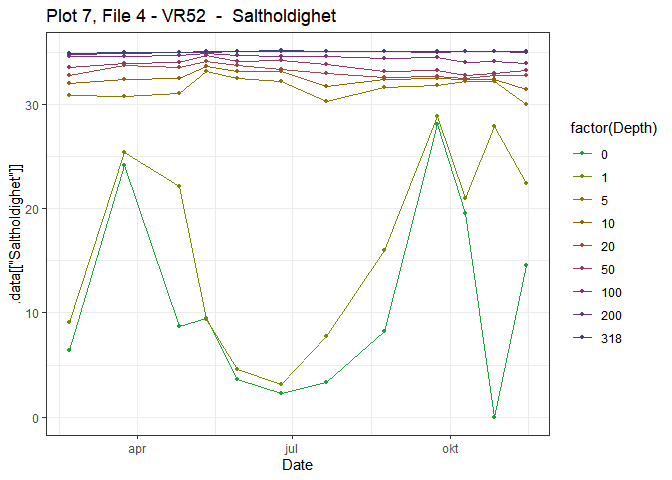 Plot 7, File 4 - VR52  -  Saltholdighet
.data[["Saltholdighet"]]
30
20
10
0
apr
jul
okt
Date
factor(Depth)
0
1
5
10
20
50
100
200
318